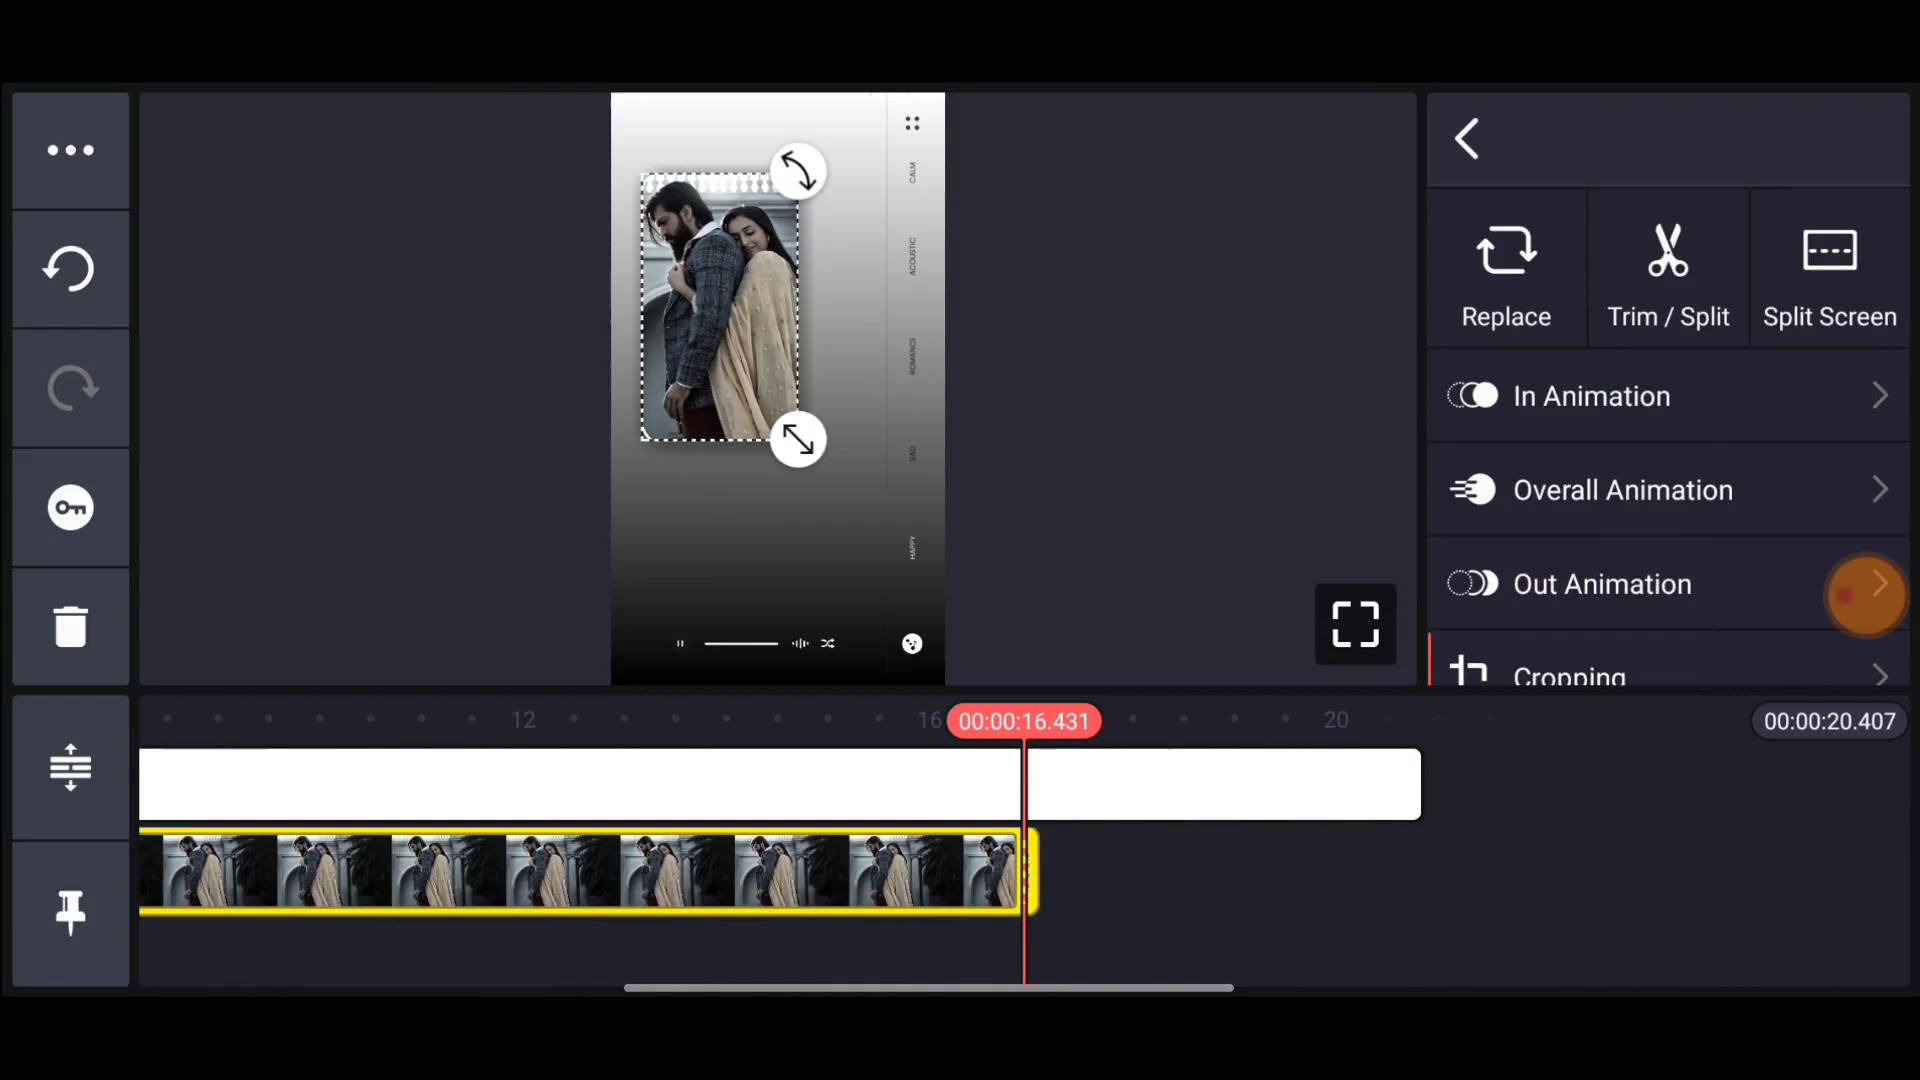 CALM
ACOUSTIC
ROMANCE
SAD
HAPPY
Replace
Trim / Split
Split Screen
In Animation
Overall Animation
Out Animation
Cropping
12
16
00:00:16.431
20
00:00:20.407